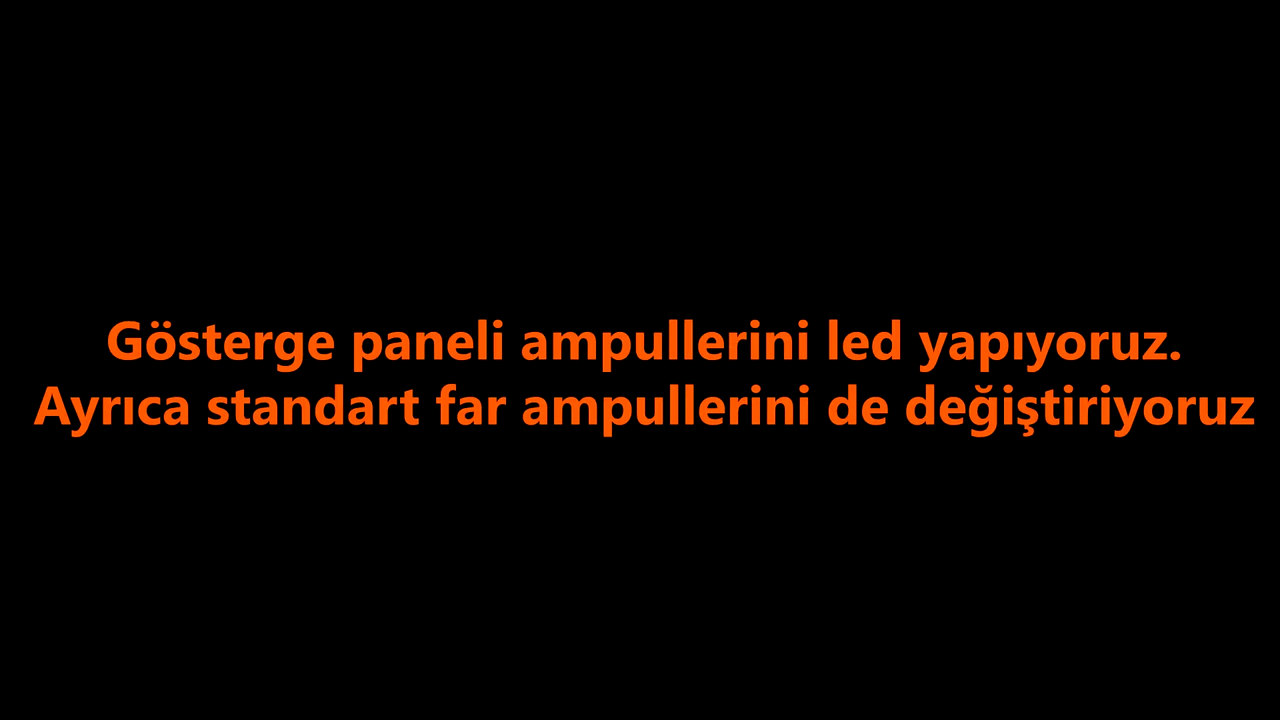 Gösterge paneli ampullerini led yapıyoruz.
Ayrıca standart far ampullerini de değiştiriyoruz